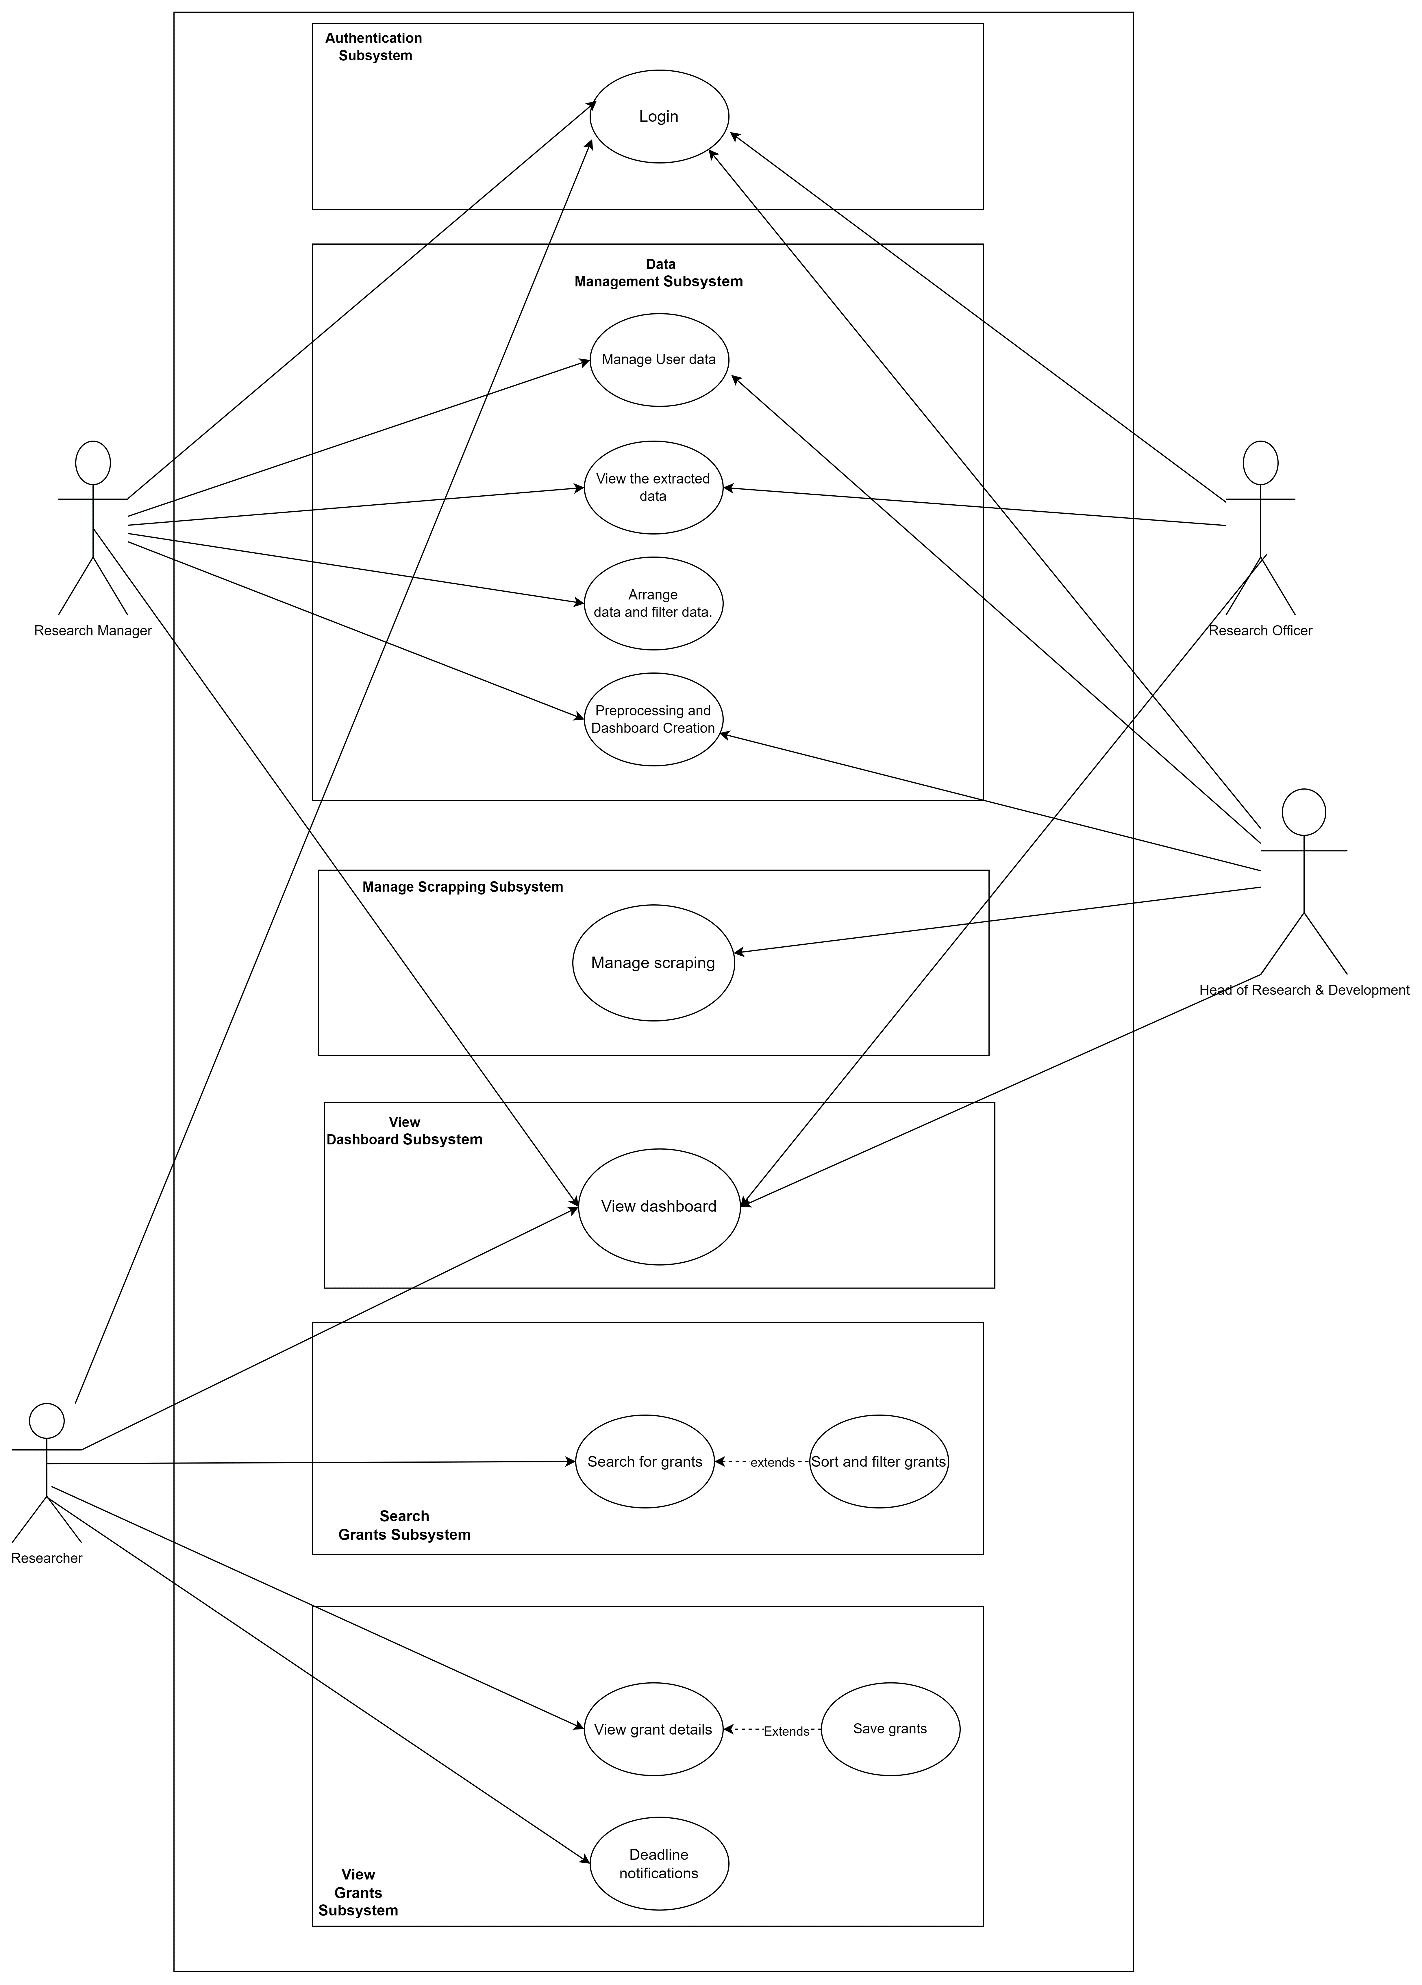 Authentication
Subsystem
Login
Data
Management Subsystem
Manage User data
View the extracted
data
Arrange
data and filter data.
Preprocessing and
Dashboard Creation
Research Manager
Research Officer
Manage Scrapping Subsystem
Manage scraping
Head of Research & Development
View
Dashboard Subsystem
View dashboard
Search for grants
extends
Sort and filter grants
Search
Grants Subsystem
Researcher
View grant details
Extends
Save grants
Deadline
notifications
View
Grants
Subsystem